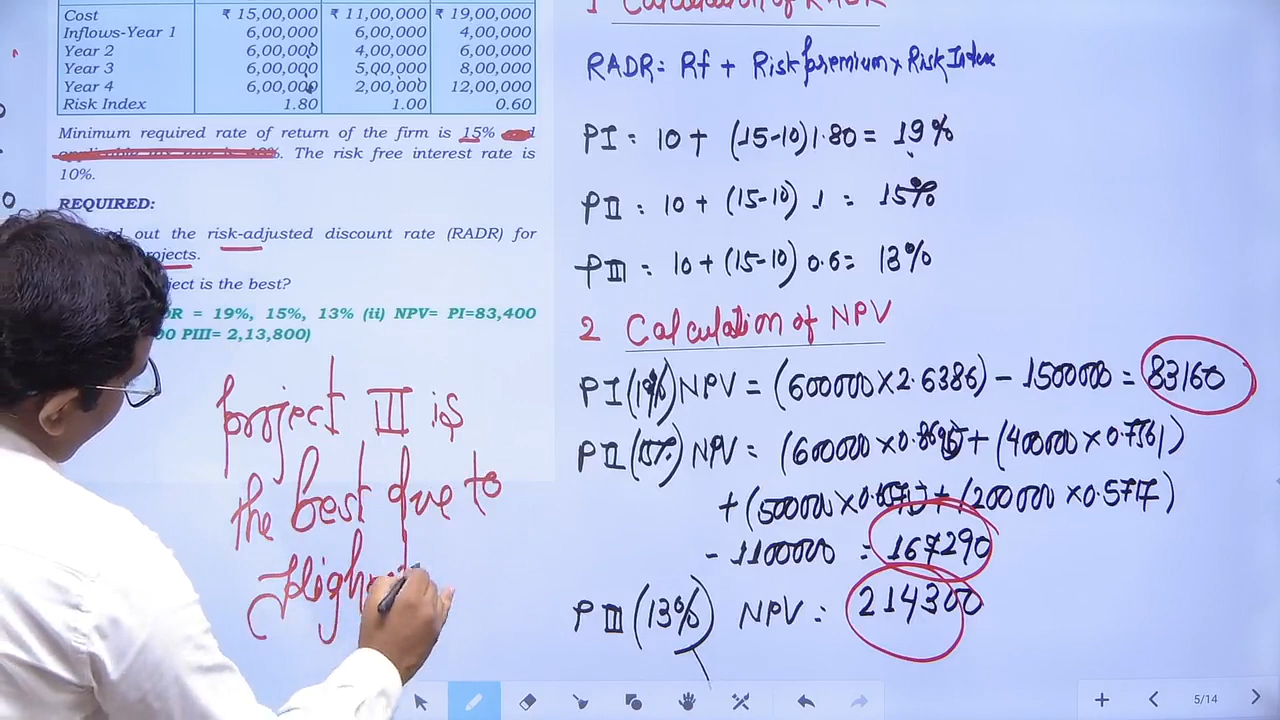 Cost ₹ 15,00,000 ₹ 11,00,000 ₹ 19,00,000
Inflows-Year 1 6,00,000 6,00,000 4,00,000
Year 2 6,00,000 4,00,000 6,00,000
Year 3 6,00,000 5,00,000 8,00,000
Year 4 6,00,000 2,00,000 12,00,000
Risk Index 1.80 1.00 0.60
Minimum required rate of return of the firm is 15%
. The risk free interest rate is
10%.
REQUIRED:
out the risk-adjusted discount rate (RADR) for
.
is the best?
= 19%, 15%, 13% (ii) NPV= PI=83,400
PIII= 2,13,800)
project III is
the best due to
1 Calculation of RADR
RADR = Rf + Risk premium x Risk Index
PI = 10 + (15-10)1.80 = 19%
PII = 10 + (15-10) 1 = 15%
PIII = 10 + (15-10) 0.6 = 13%
2 Calculation of NPV
PI (19%) NPV = (600000 x 2.6386) - 1500000 = 83160
PII (15%) NPV = (600000 x 0.8695) + (400000 x 0.7561)
+ (500000 x 0.6575) + (200000 x 0.5717)
- 1100000 = 167290
PIII (13%) NPV = 214300
5/14